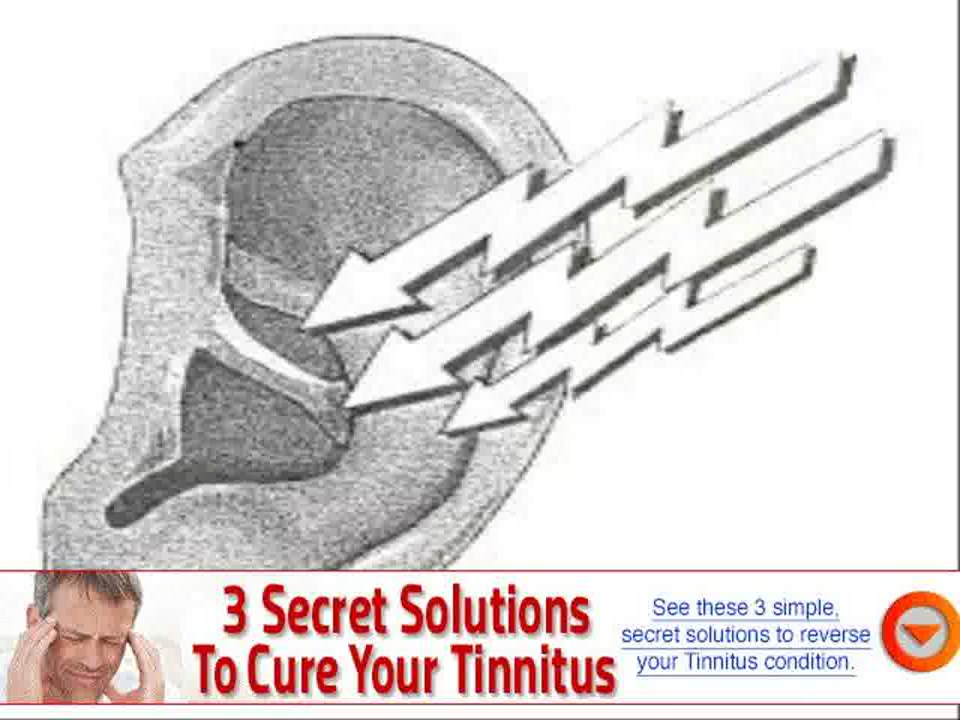 3 Secret Solutions
To Cure Your Tinnitus
See these 3 simple,
secret solutions to reverse
your Tinnitus condition.